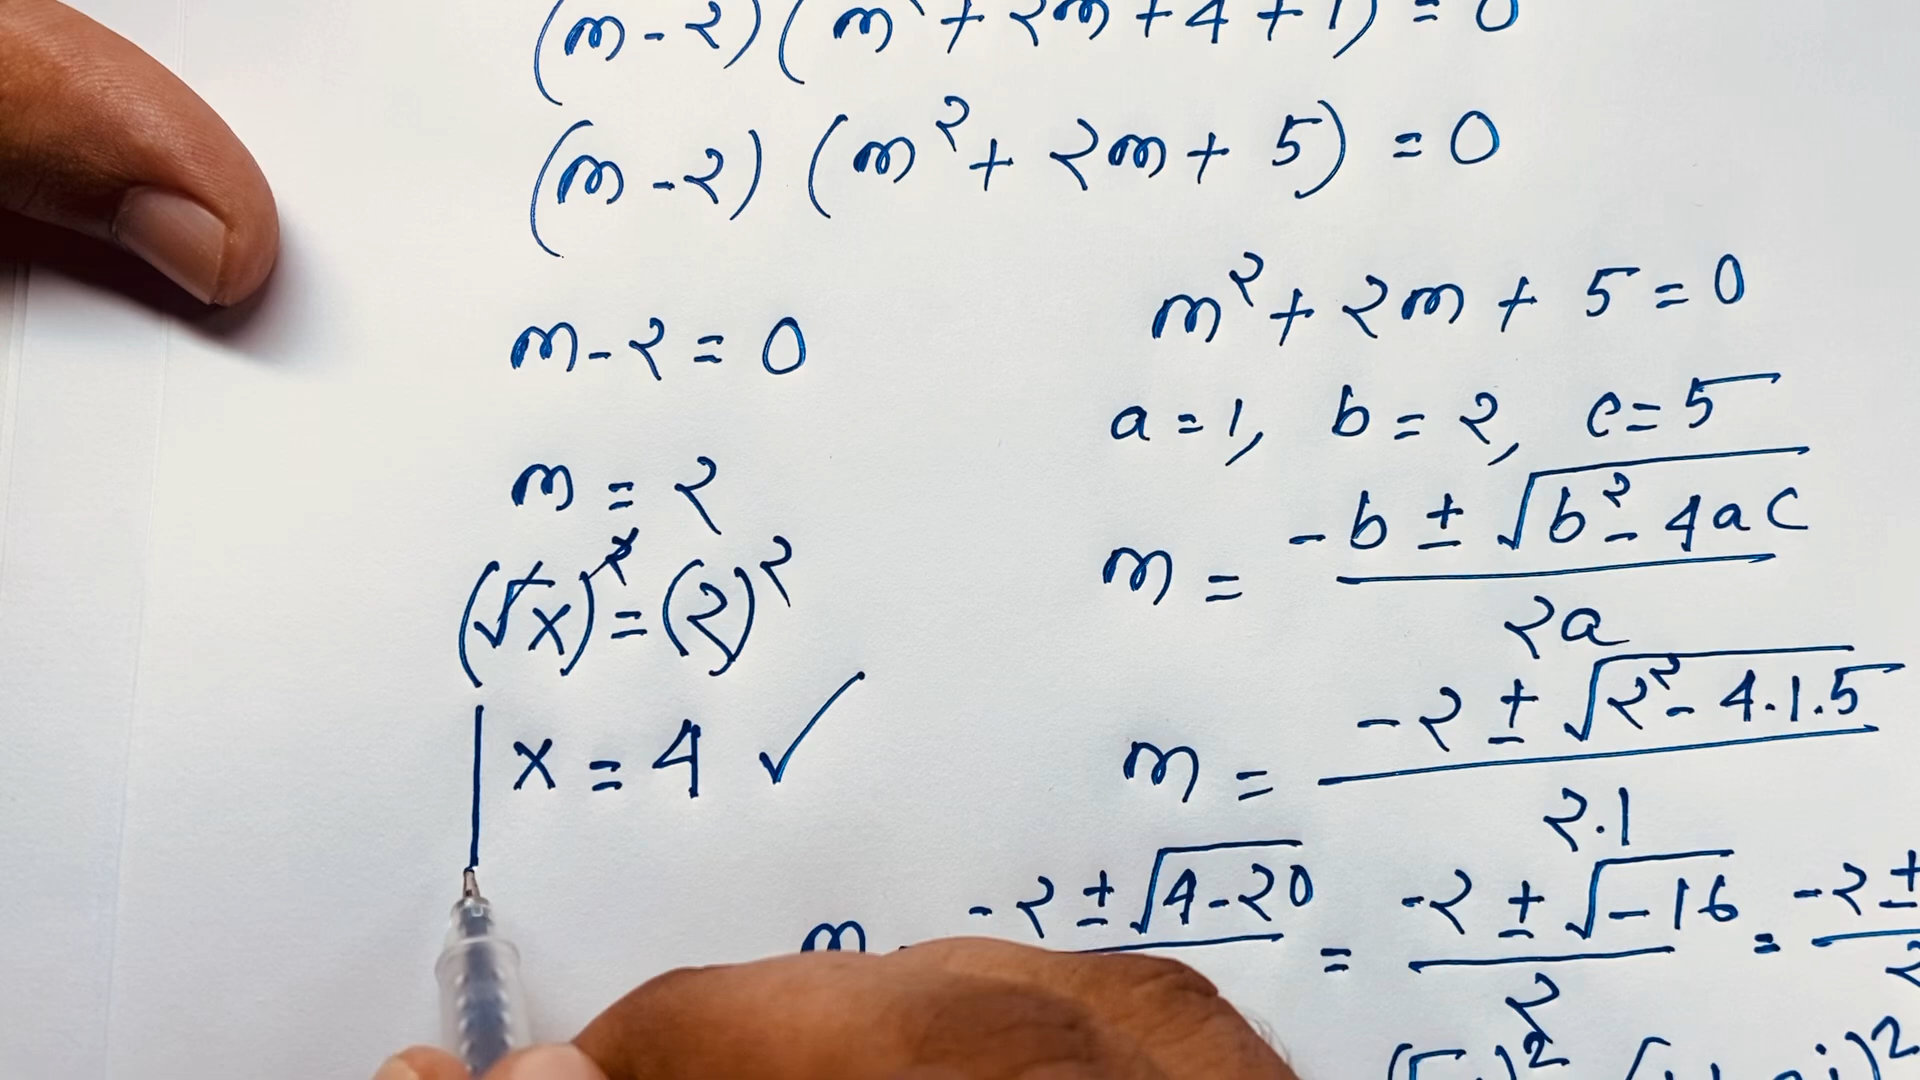 (m-2)(m²+2m+4+1)=0
(m-2)(m²+2m+5)=0
m-2=0
m=2
(√x)²=(2)²
x=4 ✓
m²+2m+5=0
a=1, b=2, c=5
m = (-b±√(b²-4ac))/2a
m = (-2±√(2²-4.1.5))/2.1
m = -2±√(4-20) = (-2±√-16)/2 = -2±